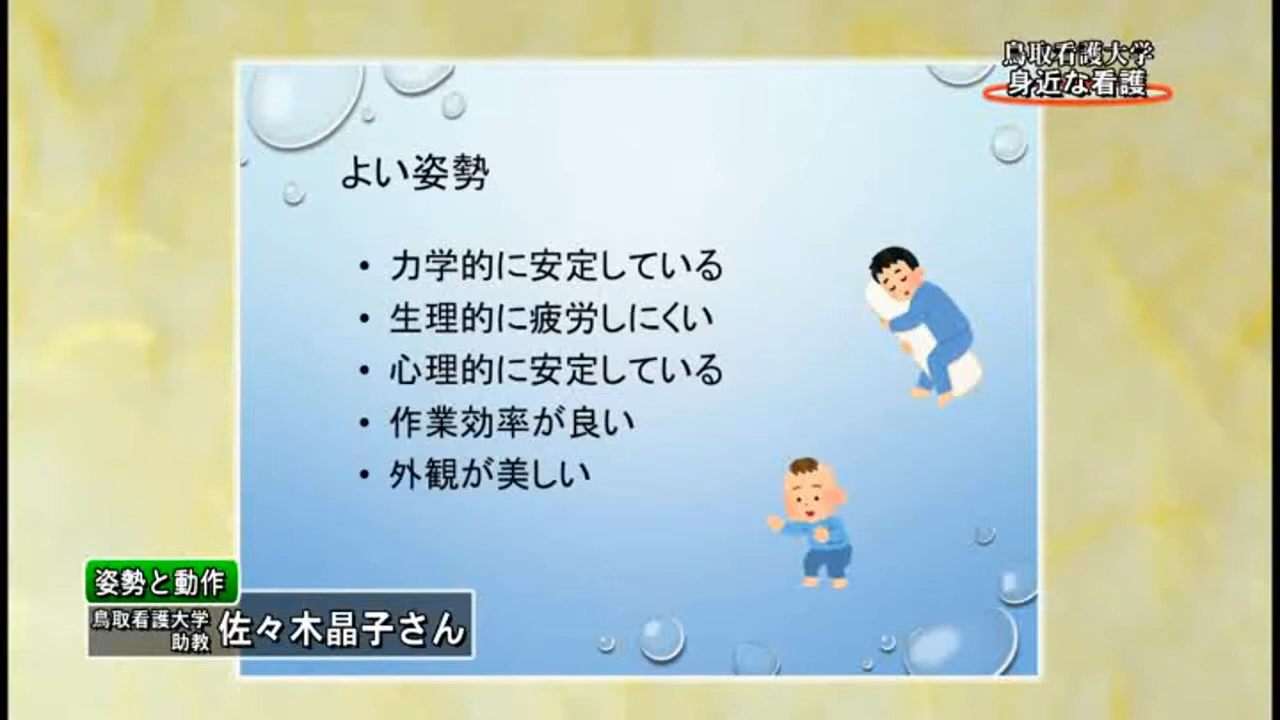 鳥取看護大学
身近な看護
よい姿勢
・力学的に安定している
・生理的に疲労しにくい
・心理的に安定している
・作業効率が良い
・外観が美しい
姿勢と動作
鳥取看護大学
助教
佐々木晶子さん